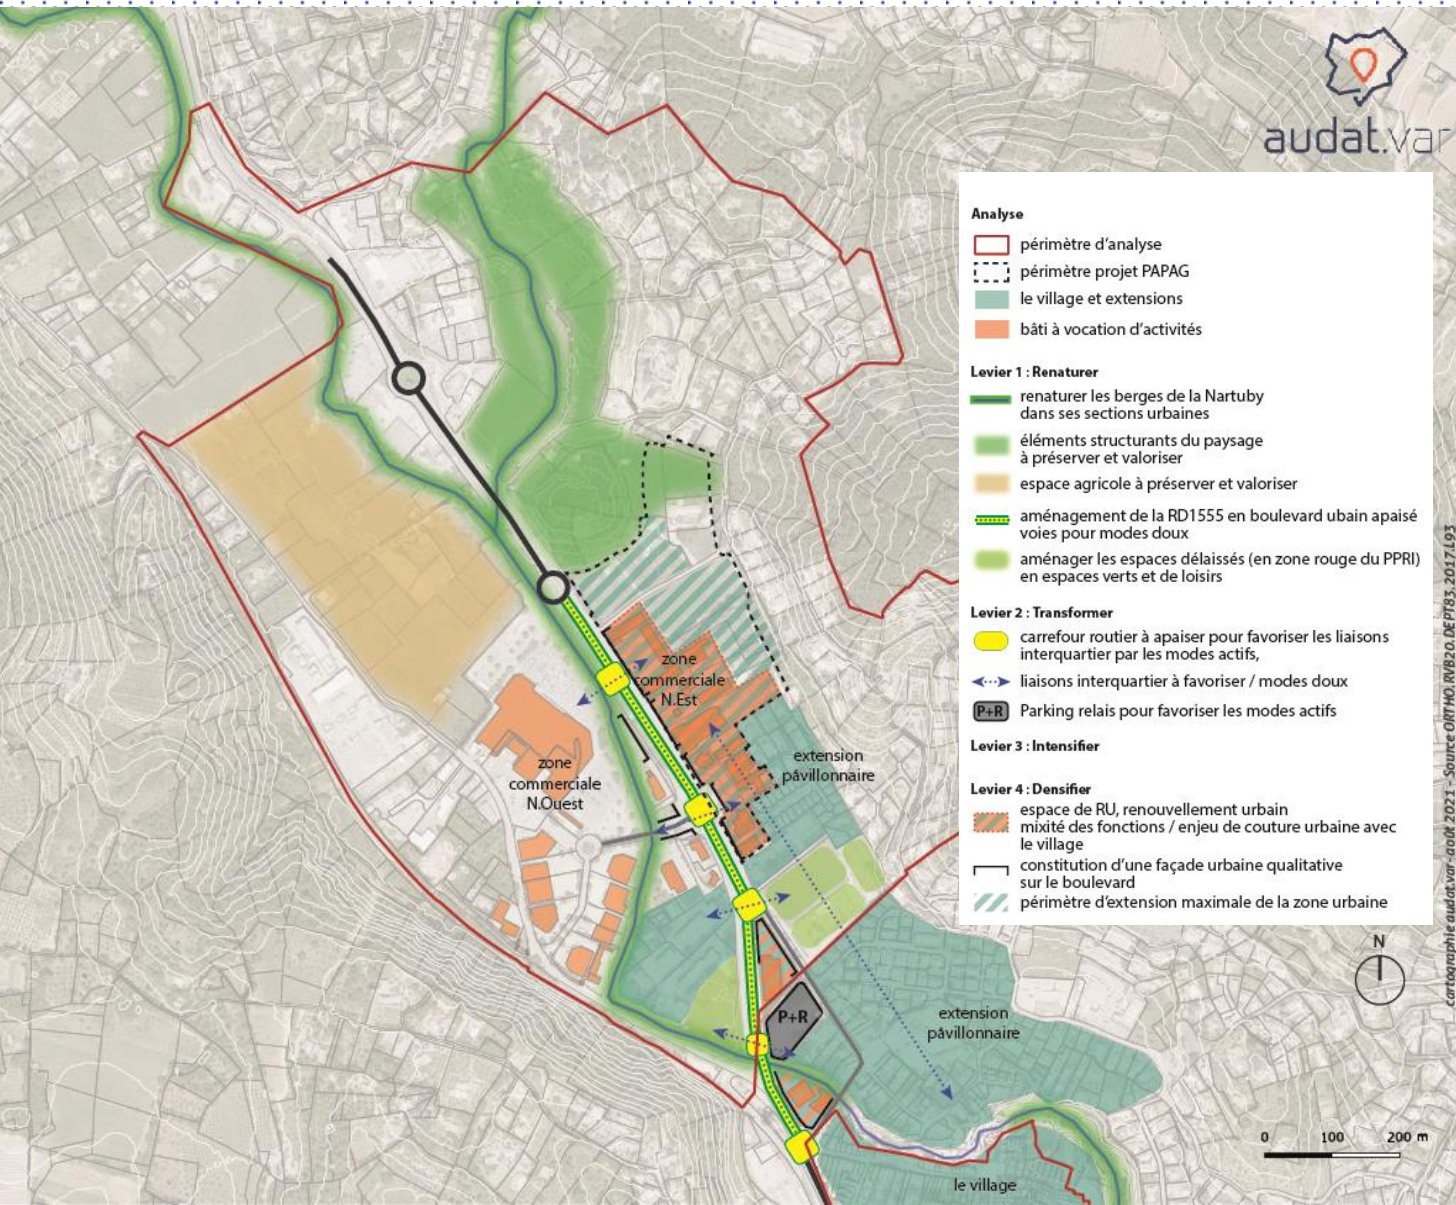 audat.var
Analyse
périmètre d'analyse
périmètre projet PAPAG
le village et extensions
bâti à vocation d'activités
Levier 1 : Renaturer
renaturer les berges de la Nartuby
dans ses sections urbaines
éléments structurants du paysage
à préserver et valoriser
espace agricole à préserver et valoriser
aménagement de la RD1555 en boulevard ubain apaisé
voies pour modes doux
aménager les espaces délaissés (en zone rouge du PPRI)
en espaces verts et de loisirs
Levier 2 : Transformer
carrefour routier à apaiser pour favoriser les liaisons
interquartier par les modes actifs,
liaisons interquartier à favoriser / modes doux
P+R Parking relais pour favoriser les modes actifs
Levier 3 : Intensifier
Levier 4 : Densifier
espace de RU, renouvellement urbain
mixité des fonctions / enjeu de couture urbaine avec
le village
constitution d'une façade urbaine qualitative
sur le boulevard
périmètre d'extension maximale de la zone urbaine
zone
commerciale
N.Est
zone
commerciale
N.Ouest
extension
pâvillonnaire
P+R
extension
pâvillonnaire
le village
N
0 100 200 m
cartographie audat.var août 2021 - Source ORTHO.RVB20.DEP83.2017.L93